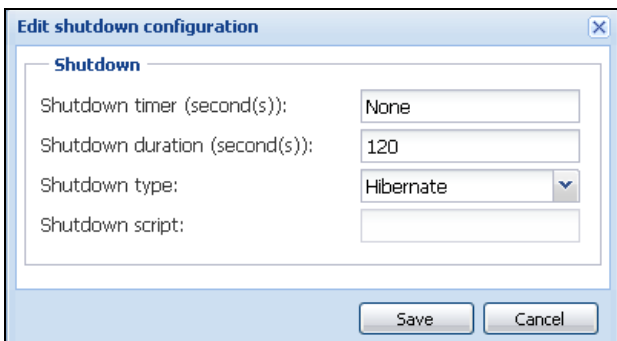 Edit shutdown configuration
Shutdown
Shutdown timer (second(s)): None
Shutdown duration (second(s)): 120
Shutdown type: Hibernate
Shutdown script:
Save Cancel